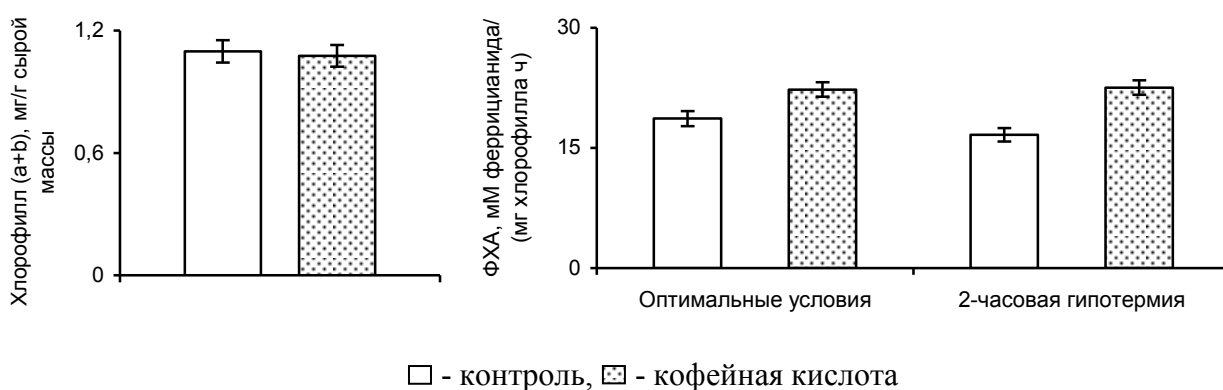 Хлорофилл (a+b), мг/г сырой
массы
1,2
0,6
0
ФХА, мМ феррицианида/
(мг хлорофилла ч)
30
15
0
Оптимальные условия
2-часовая гипотермия
- контроль, - кофейная кислота